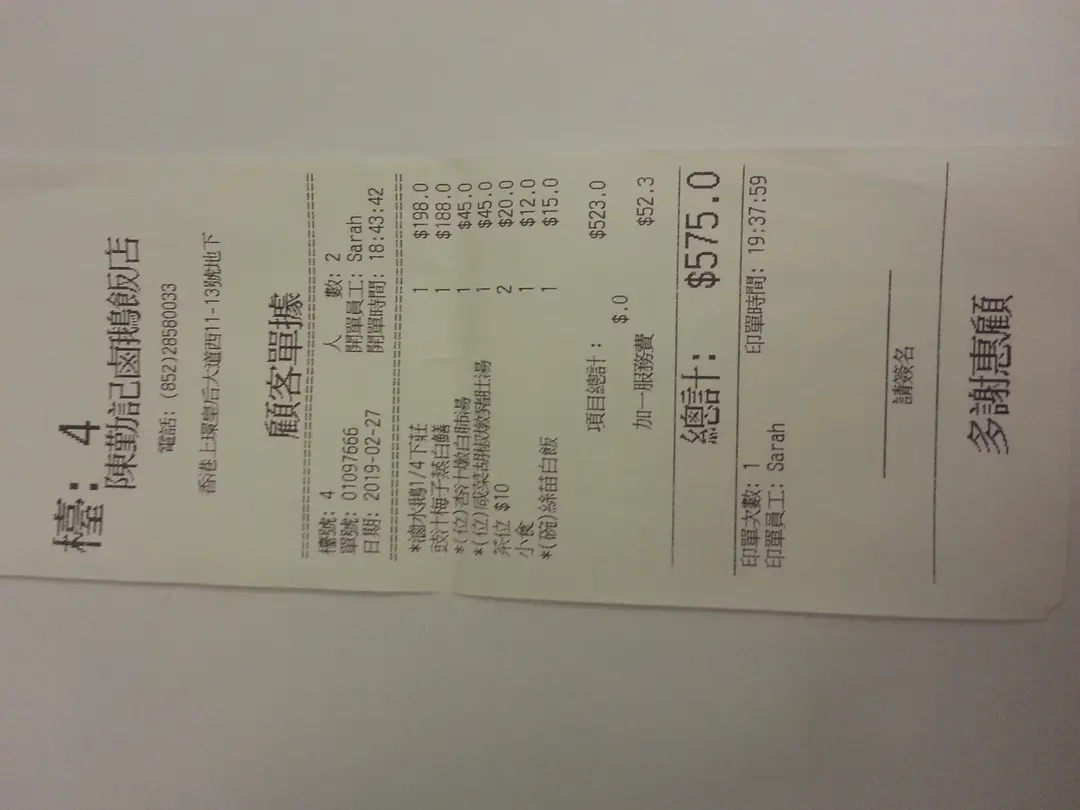 檯: 4
陳勤記鹵鵝飯店
電話: (852)28580033
香港上環皇后大道西11-13號地下
顧客單據
檯號: 4 人 數: 2
單號: 01097666 開單員工: Sarah
日期: 2019-02-27 開單時間: 18:43:42
*滷水鵝1/4下莊 1 $198.0
豉汁梅子蒸白鱔 1 $188.0
*(位)杏汁燉白肺湯 1 $45.0
*(位)咸菜胡椒燉豬肚湯 1 $45.0
茶位 $10 2 $20.0
小食 1 $12.0
*(碗)絲苗白飯 1 $15.0
項目總計: $523.0
$.0
加一服務費 $52.3
總計: $575.0
印單次數: 1 印單時間: 19:37:59
印單員工: Sarah
請簽名
多謝惠顧